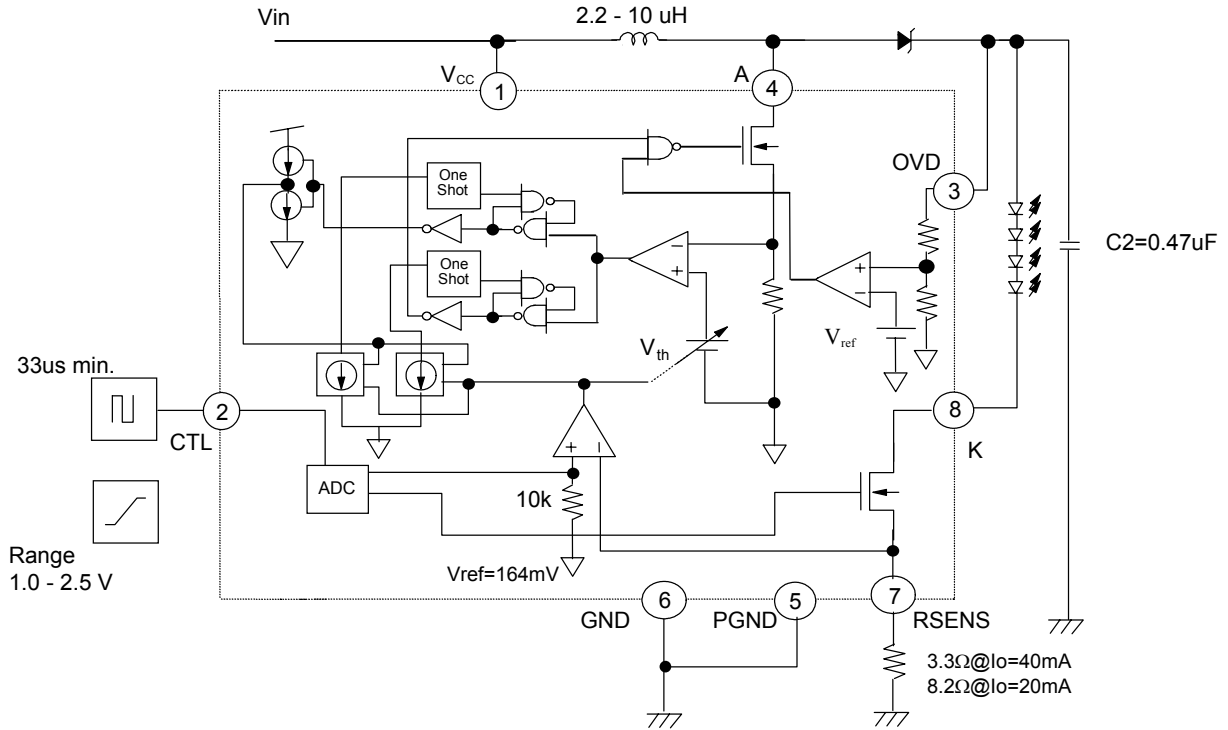 Vin
2.2 - 10 uH
VCC
1
A
4
OVD
3
One
Shot
One
Shot
−
+
+
−
Vref
Vth
C2=0.47uF
33us min.
2
CTL
8
K
ADC
+
−
10k
Range
1.0 - 2.5 V
Vref=164mV
6
GND
5
PGND
7
RSENS
3.3Ω@Io=40mA
8.2Ω@Io=20mA